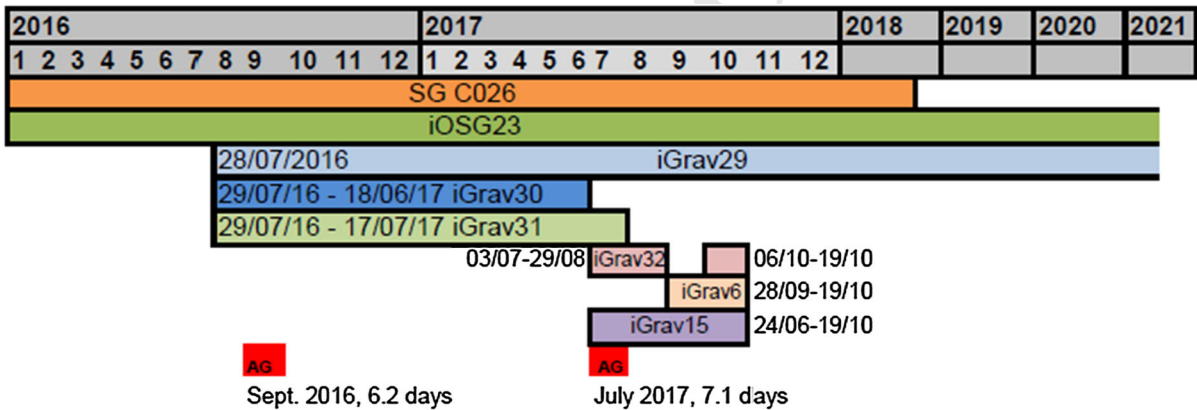 2016 2017 2018 2019 2020 2021
1 2 3 4 5 6 7 8 9 10 11 12 1 2 3 4 5 6 7 8 9 10 11 12
SG C026
iOSG23
28/07/2016 iGrav29
29/07/16 - 18/06/17 iGrav30
29/07/16 - 17/07/17 iGrav31
03/07-29/08 iGrav32 06/10-19/10
iGrav6 28/09-19/10
iGrav15 24/06-19/10
AG AG
Sept. 2016, 6.2 days July 2017, 7.1 days